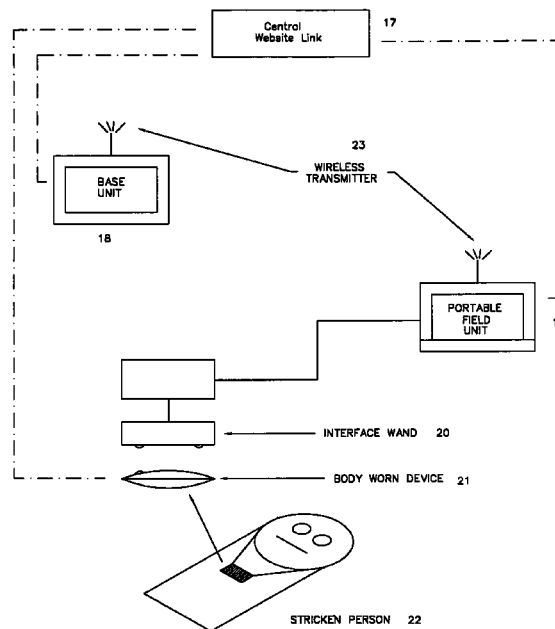 Central
Website Link
17
23
WIRELESS
TRANSMITTER
BASE
UNIT
18
PORTABLE
FIELD
UNIT
INTERFACE WAND 20
BODY WORN DEVICE 21
STRICKEN PERSON 22